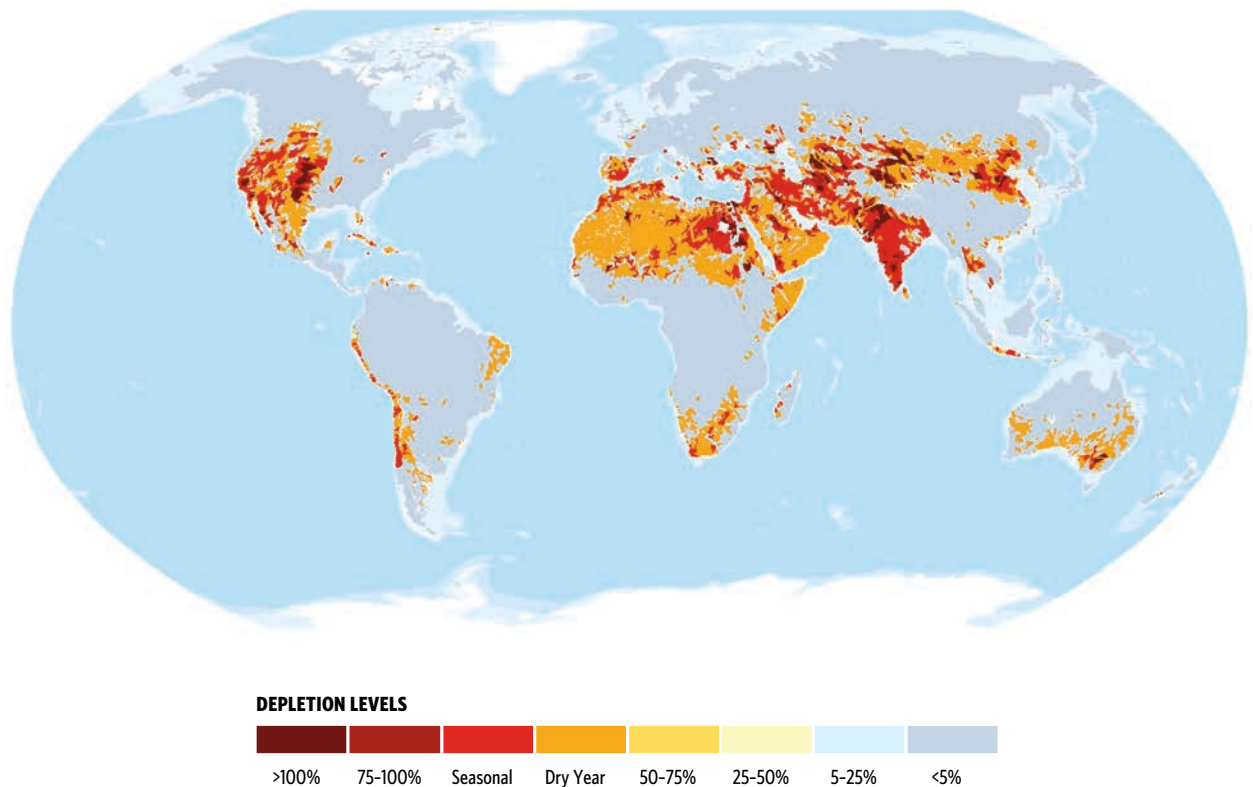 DEPLETION LEVELS
>100% 75–100% Seasonal Dry Year 50–75% 25–50% 5–25% <5%